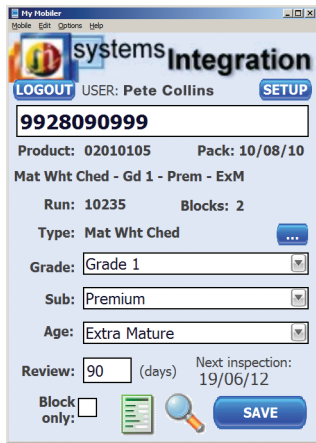 My Mobiler
Mobile Edit Options Help
systems Integration
LOGOUT USER: Pete Collins SETUP
9928090999
Product: 02010105 Pack: 10/08/10
Mat Wht Ched - Gd 1 - Prem - ExM
Run: 10235 Blocks: 2
Type: Mat Wht Ched ...
Grade: Grade 1
Sub: Premium
Age: Extra Mature
Review: 90 (days) Next inspection:
19/06/12
Block
only: SAVE